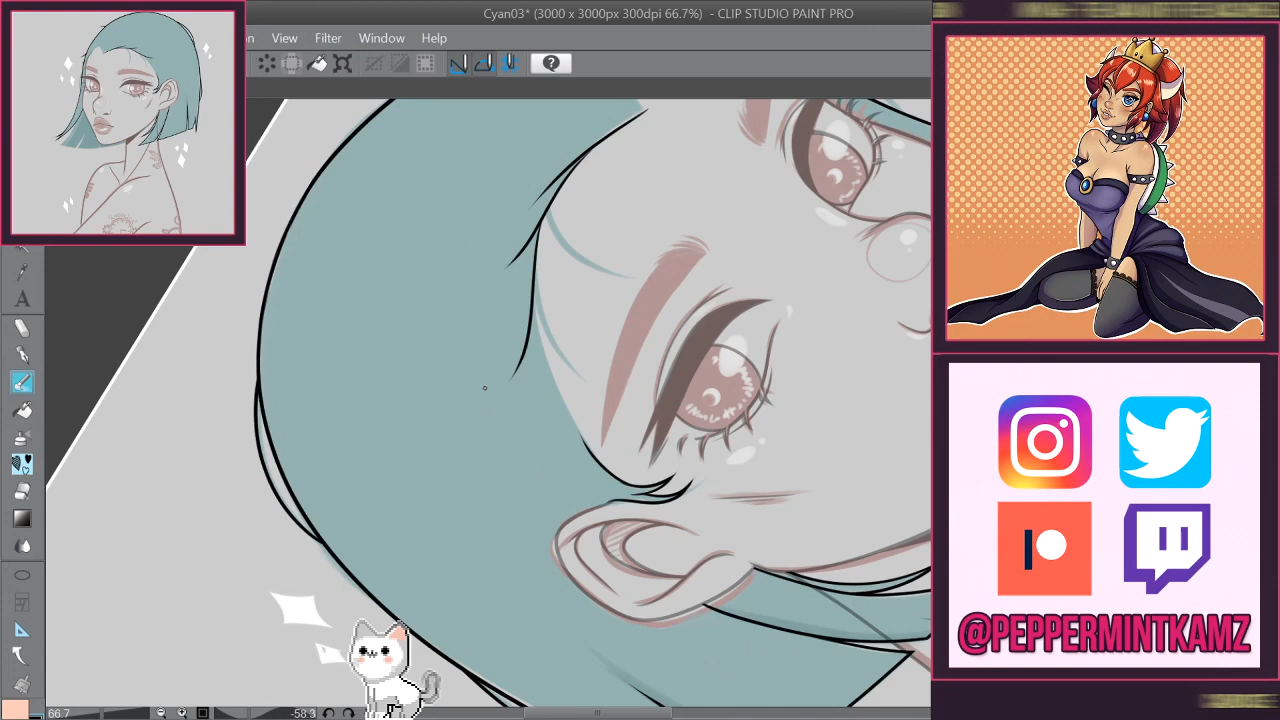 Cyan03* (3000 x 3000px 300dpi 66.7%) - CLIP STUDIO PAINT PRO
View Filter Window Help
A
66.7
-58.3
@PEPPERMINTKAMZ